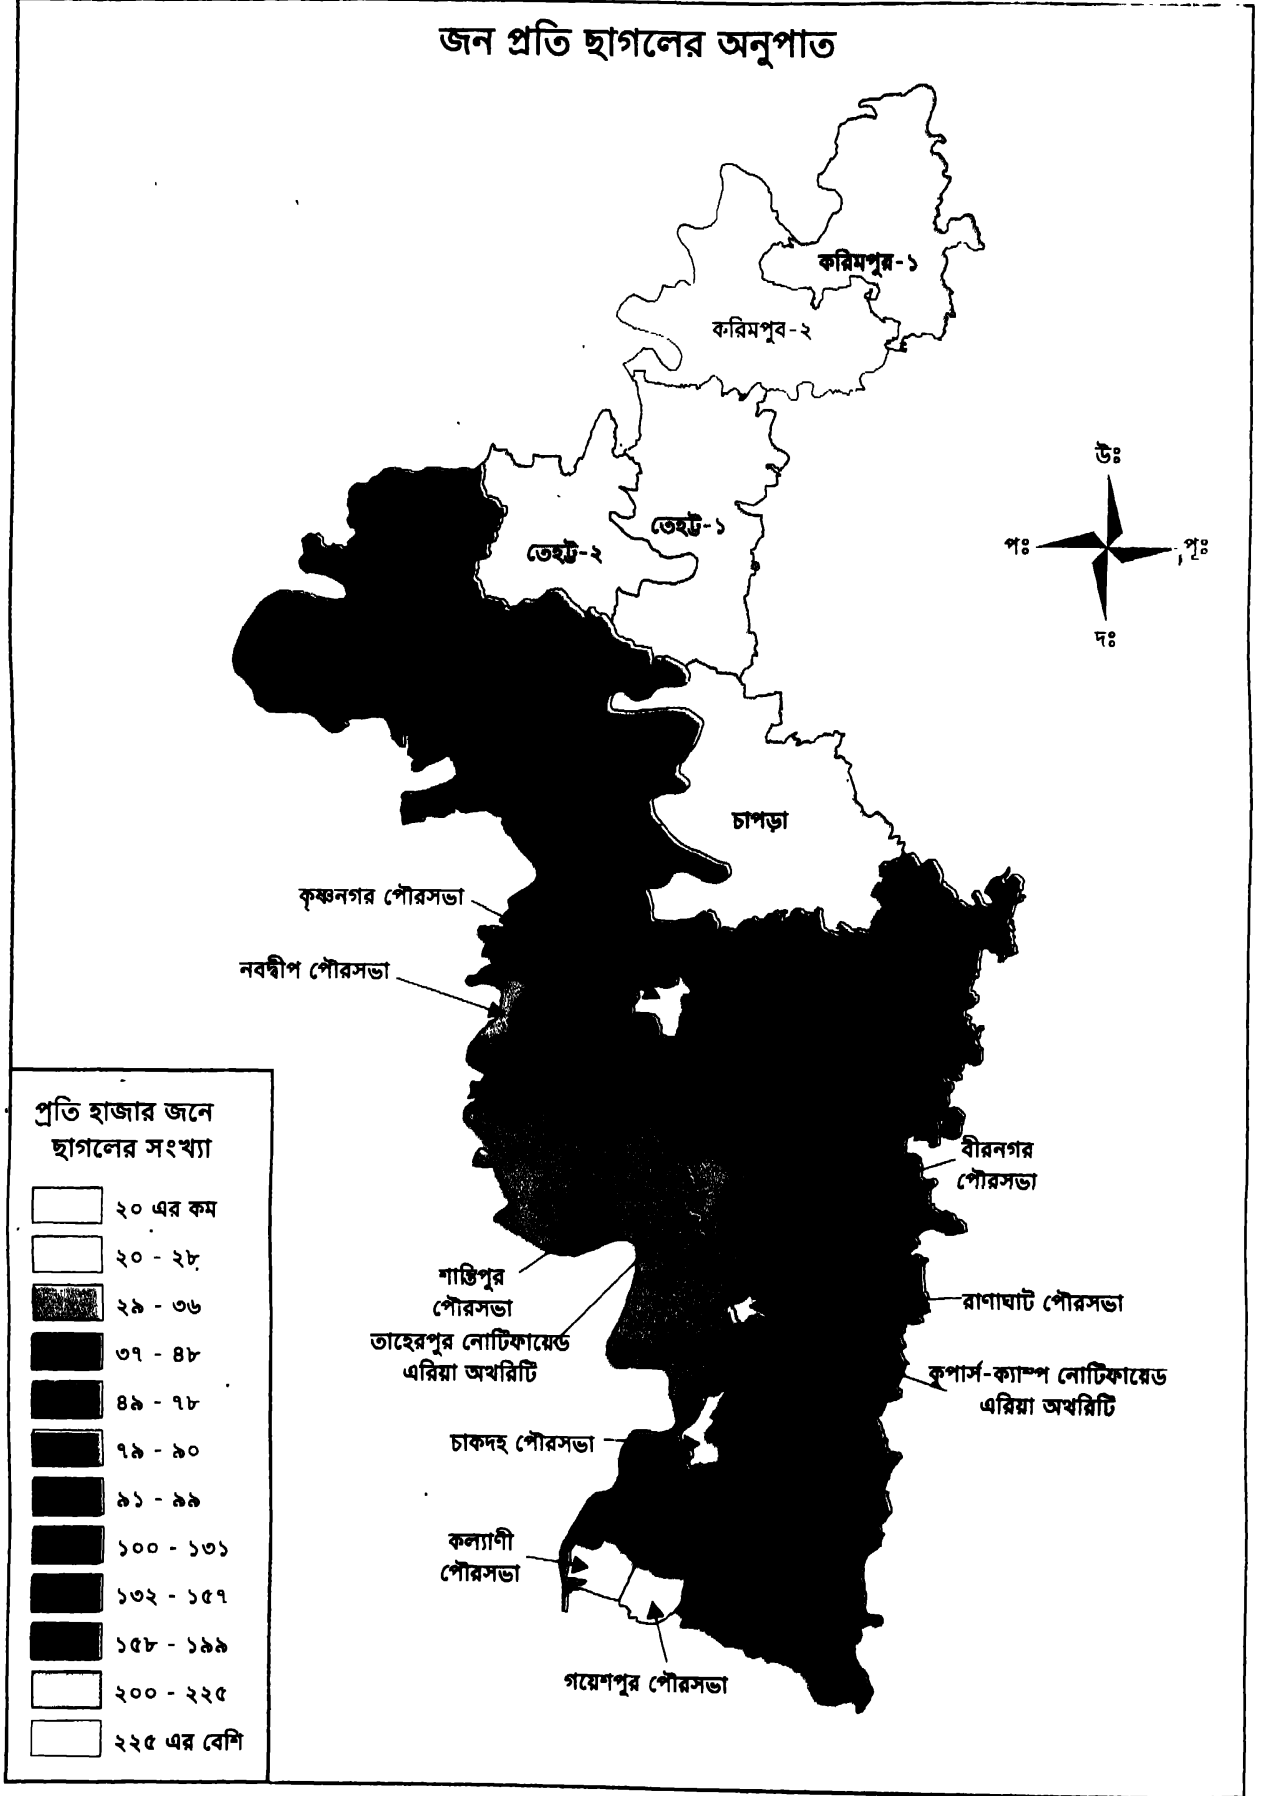 জন প্রতি ছাগলের অনুপাত
করিমপুর-১
করিমপুব-২
উঃ
পঃ
পূঃ
দঃ
তেহট্ট-১
তেহট্ট-২
চাপড়া
কৃষ্ণনগর পৌরসভা
নবদ্বীপ পৌরসভা
বীরনগর
পৌরসভা
শান্তিপুর
পৌরসভা
তাহেরপুর নোটিফায়েড
এরিয়া অথরিটি
রাণাঘাট পৌরসভা
কুপার্স-ক্যাম্প নোটিফায়েড
এরিয়া অথরিটি
চাকদহ পৌরসভা
কল্যাণী
পৌরসভা
গয়েশপুর পৌরসভা
প্রতি হাজার জনে
ছাগলের সংখ্যা
২০ এর কম
২০ - ২৮
২৯ - ৩৬
৩৭ - ৪৮
৪৯ - ৭৮
৭৯ - ৯০
৯১ - ৯৯
১০০ - ১৩১
১৩২ - ১৫৭
১৫৮ - ১৯৯
২০০ - ২২৫
২২৫ এর বেশি